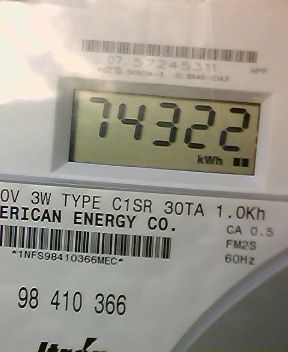 07 57245311
74322
kWh
0V 3W TYPE C1SR 30TA 1.0Kh
ERICAN ENERGY CO.
CA 0.5
FM2S
*1NFS98410366MEC*
60Hz
98 410 366
Itron